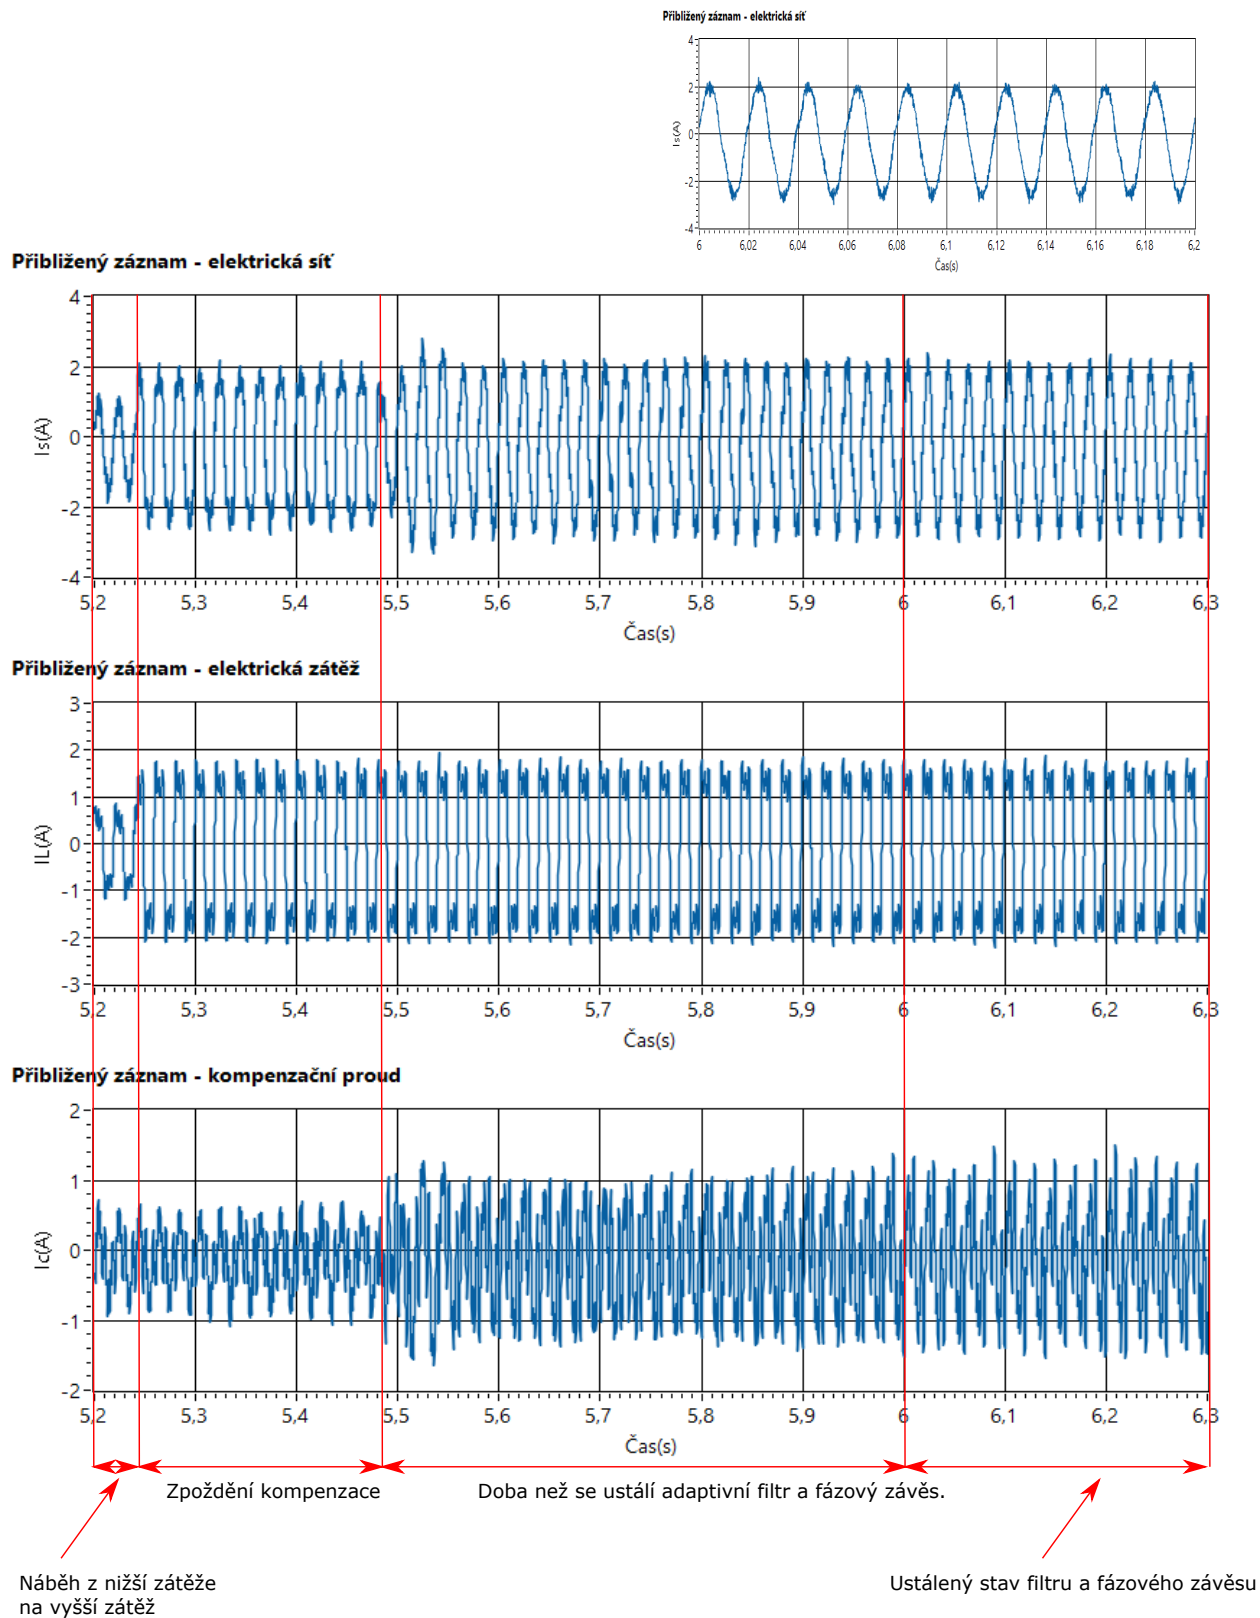 Přibližený záznam - elektrická síť
4
2
0
-2
-4
Is(A)
6 6,02 6,04 6,06 6,08 6,1 6,12 6,14 6,16 6,18 6,2
Čas(s)
Přibližený záznam - elektrická síť
4
2
0
-2
-4
Is(A)
5,2 5,3 5,4 5,5 5,6 5,7 5,8 5,9 6 6,1 6,2 6,3
Čas(s)
Přibližený záznam - elektrická zátěž
3
2
1
0
-1
-2
-3
IL(A)
5,2 5,3 5,4 5,5 5,6 5,7 5,8 5,9 6 6,1 6,2 6,3
Čas(s)
Přibližený záznam - kompenzační proud
2
1
0
-1
-2
Ic(A)
5,2 5,3 5,4 5,5 5,6 5,7 5,8 5,9 6 6,1 6,2 6,3
Čas(s)
Zpoždění kompenzace
Doba než se ustálí adaptivní filtr a fázový závěs.
Náběh z nižší zátěže
na vyšší zátěž
Ustálený stav filtru a fázového závěsu